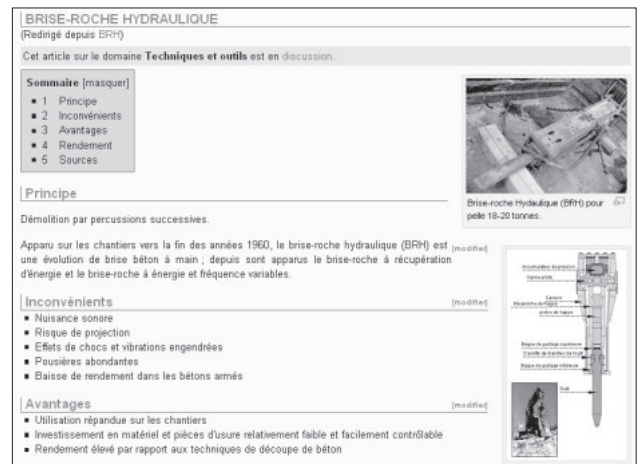 BRISE-ROCHE HYDRAULIQUE
(Redirigé depuis BRH)
Cet article sur le domaine Techniques et outils est en discussion.
Sommaire [masquer]
1 Principe
2 Inconvénients
3 Avantages
4 Rendement
5 Sources
Brise-roche Hydaulique (BRH) pour
pelle 18-20 tonnes.
Principe
Démolition par percussions successives.
[modifier]
Apparu sur les chantiers vers la fin des années 1960, le brise-roche hydraulique (BRH) est
une évolution de brise béton à main ; depuis sont apparus le brise-roche à récupération
d'énergie et le brise-roche à énergie et fréquence variables.
Inconvénients
[modifier]
Nuisance sonore
Risque de projection
Effets de chocs et vibrations engendrées
Pousières abondantes
Baisse de rendement dans les bétons armés
Avantages
[modifier]
Utilisation répandue sur les chantiers
Investissement en matériel et pièces d'usure relativement faible et facilement contrôlable
Rendement élevé par rapport aux techniques de découpe de béton
Accumulateur de pression